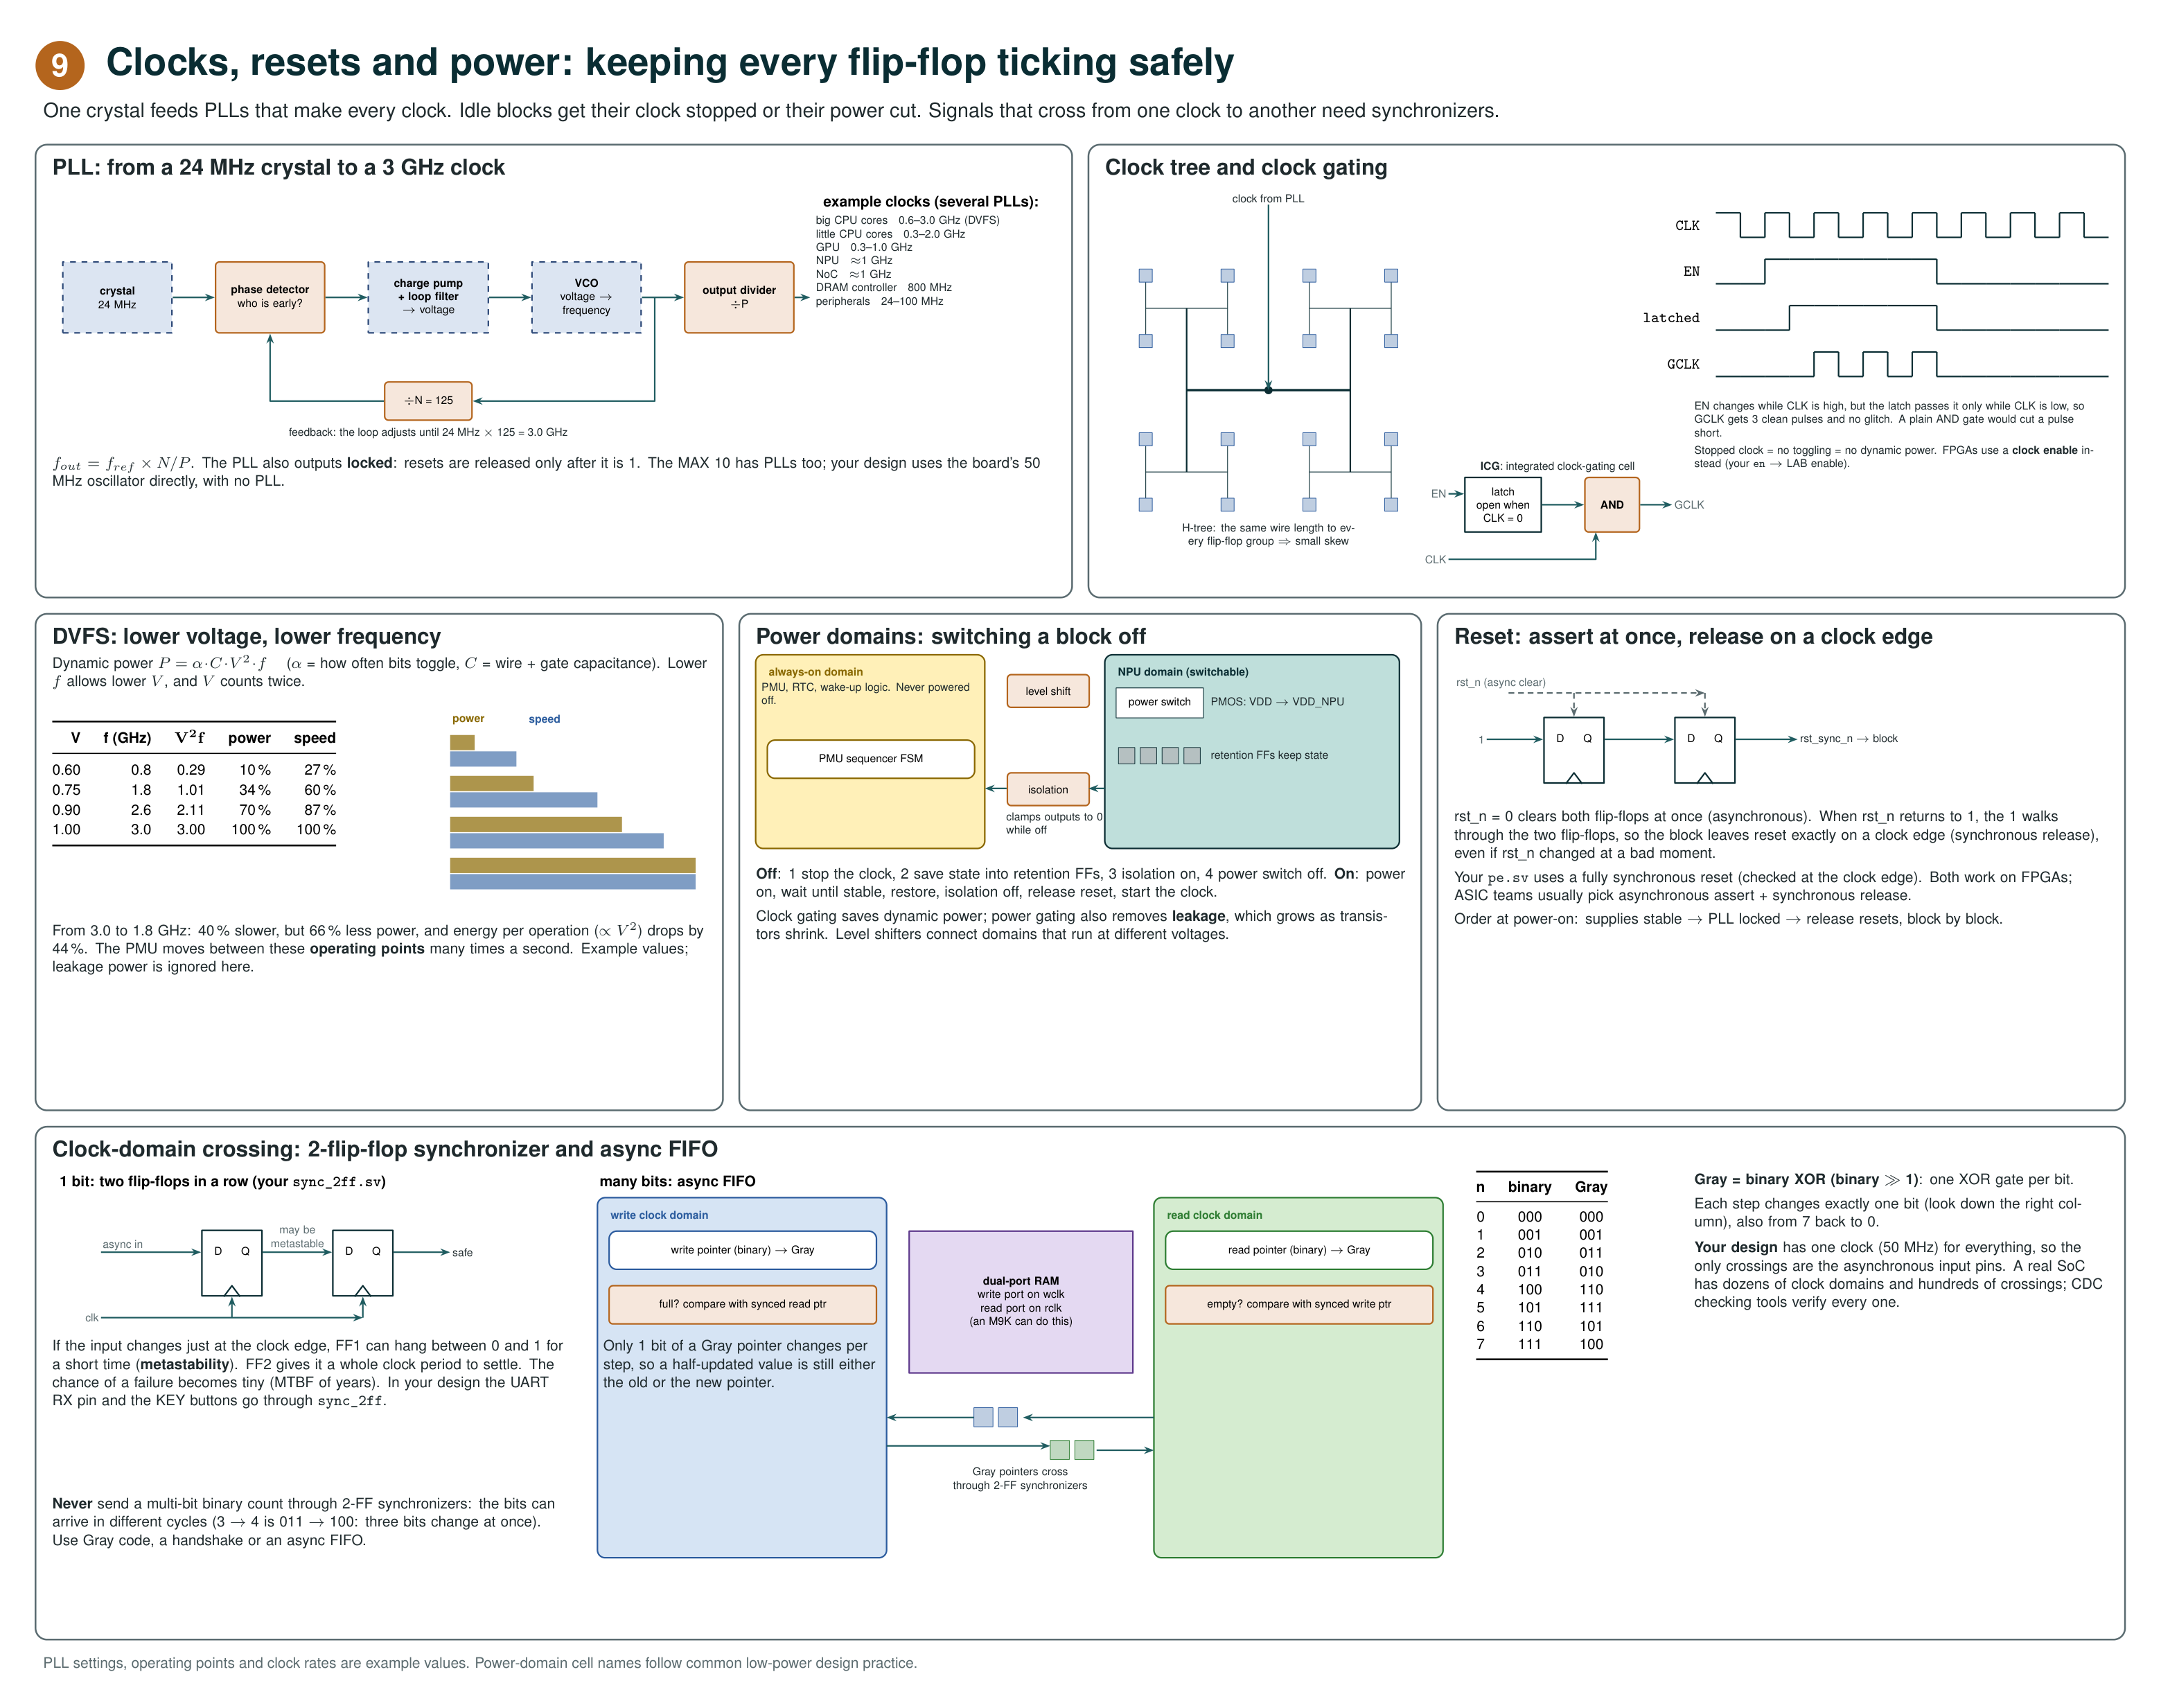 9 Clocks, resets and power: keeping every flip-flop ticking safely
One crystal feeds PLLs that make every clock. Idle blocks get their clock stopped or their power cut. Signals that cross from one clock to another need synchronizers.
PLL: from a 24 MHz crystal to a 3 GHz clock
example clocks (several PLLs):
big CPU cores 0.6–3.0 GHz (DVFS)
little CPU cores 0.3–2.0 GHz
GPU 0.3–1.0 GHz
NPU ≈1 GHz
NoC ≈1 GHz
DRAM controller 800 MHz
peripherals 24–100 MHz
crystal
24 MHz
phase detector
who is early?
charge pump
+ loop filter
→ voltage
VCO
voltage →
frequency
output divider
÷P
÷N = 125
feedback: the loop adjusts until 24 MHz × 125 = 3.0 GHz
f_out = f_ref × N/P. The PLL also outputs locked: resets are released only after it is 1. The MAX 10 has PLLs too; your design uses the board's 50
MHz oscillator directly, with no PLL.
Clock tree and clock gating
clock from PLL
H-tree: the same wire length to ev-
ery flip-flop group ⇒ small skew
CLK
EN
latched
GCLK
EN changes while CLK is high, but the latch passes it only while CLK is low, so
GCLK gets 3 clean pulses and no glitch. A plain AND gate would cut a pulse
short.
Stopped clock = no toggling = no dynamic power. FPGAs use a clock enable in-
stead (your en → LAB enable).
ICG: integrated clock-gating cell
EN
latch
open when
CLK = 0
AND
GCLK
CLK
DVFS: lower voltage, lower frequency
Dynamic power P = α·C·V²·f (α = how often bits toggle, C = wire + gate capacitance). Lower
f allows lower V, and V counts twice.
V f (GHz) V²f power speed
0.60 0.8 0.29 10 % 27 %
0.75 1.8 1.01 34 % 60 %
0.90 2.6 2.11 70 % 87 %
1.00 3.0 3.00 100 % 100 %
power speed
From 3.0 to 1.8 GHz: 40 % slower, but 66 % less power, and energy per operation (∝ V²) drops by
44 %. The PMU moves between these operating points many times a second. Example values;
leakage power is ignored here.
Power domains: switching a block off
always-on domain
PMU, RTC, wake-up logic. Never powered
off.
PMU sequencer FSM
level shift
isolation
clamps outputs to 0
while off
NPU domain (switchable)
power switch
PMOS: VDD → VDD_NPU
retention FFs keep state
Off: 1 stop the clock, 2 save state into retention FFs, 3 isolation on, 4 power switch off. On: power
on, wait until stable, restore, isolation off, release reset, start the clock.
Clock gating saves dynamic power; power gating also removes leakage, which grows as transis-
tors shrink. Level shifters connect domains that run at different voltages.
Reset: assert at once, release on a clock edge
rst_n (async clear)
1
D Q
D Q
rst_sync_n → block
rst_n = 0 clears both flip-flops at once (asynchronous). When rst_n returns to 1, the 1 walks
through the two flip-flops, so the block leaves reset exactly on a clock edge (synchronous release),
even if rst_n changed at a bad moment.
Your pe.sv uses a fully synchronous reset (checked at the clock edge). Both work on FPGAs;
ASIC teams usually pick asynchronous assert + synchronous release.
Order at power-on: supplies stable → PLL locked → release resets, block by block.
Clock-domain crossing: 2-flip-flop synchronizer and async FIFO
1 bit: two flip-flops in a row (your sync_2ff.sv)
async in
D Q
may be
metastable
D Q
safe
clk
If the input changes just at the clock edge, FF1 can hang between 0 and 1 for
a short time (metastability). FF2 gives it a whole clock period to settle. The
chance of a failure becomes tiny (MTBF of years). In your design the UART
RX pin and the KEY buttons go through sync_2ff.
Never send a multi-bit binary count through 2-FF synchronizers: the bits can
arrive in different cycles (3 → 4 is 011 → 100: three bits change at once).
Use Gray code, a handshake or an async FIFO.
many bits: async FIFO
write clock domain
write pointer (binary) → Gray
full? compare with synced read ptr
Only 1 bit of a Gray pointer changes per
step, so a half-updated value is still either
the old or the new pointer.
dual-port RAM
write port on wclk
read port on rclk
(an M9K can do this)
Gray pointers cross
through 2-FF synchronizers
read clock domain
read pointer (binary) → Gray
empty? compare with synced write ptr
n binary Gray
0 000 000
1 001 001
2 010 011
3 011 010
4 100 110
5 101 111
6 110 101
7 111 100
Gray = binary XOR (binary ≫ 1): one XOR gate per bit.
Each step changes exactly one bit (look down the right col-
umn), also from 7 back to 0.
Your design has one clock (50 MHz) for everything, so the
only crossings are the asynchronous input pins. A real SoC
has dozens of clock domains and hundreds of crossings; CDC
checking tools verify every one.
PLL settings, operating points and clock rates are example values. Power-domain cell names follow common low-power design practice.